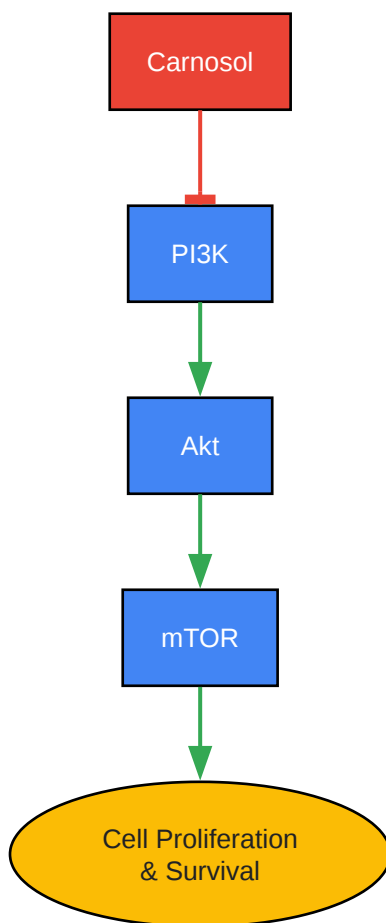 Carnosol
PI3K
Akt
mTOR
Cell Proliferation
& Survival